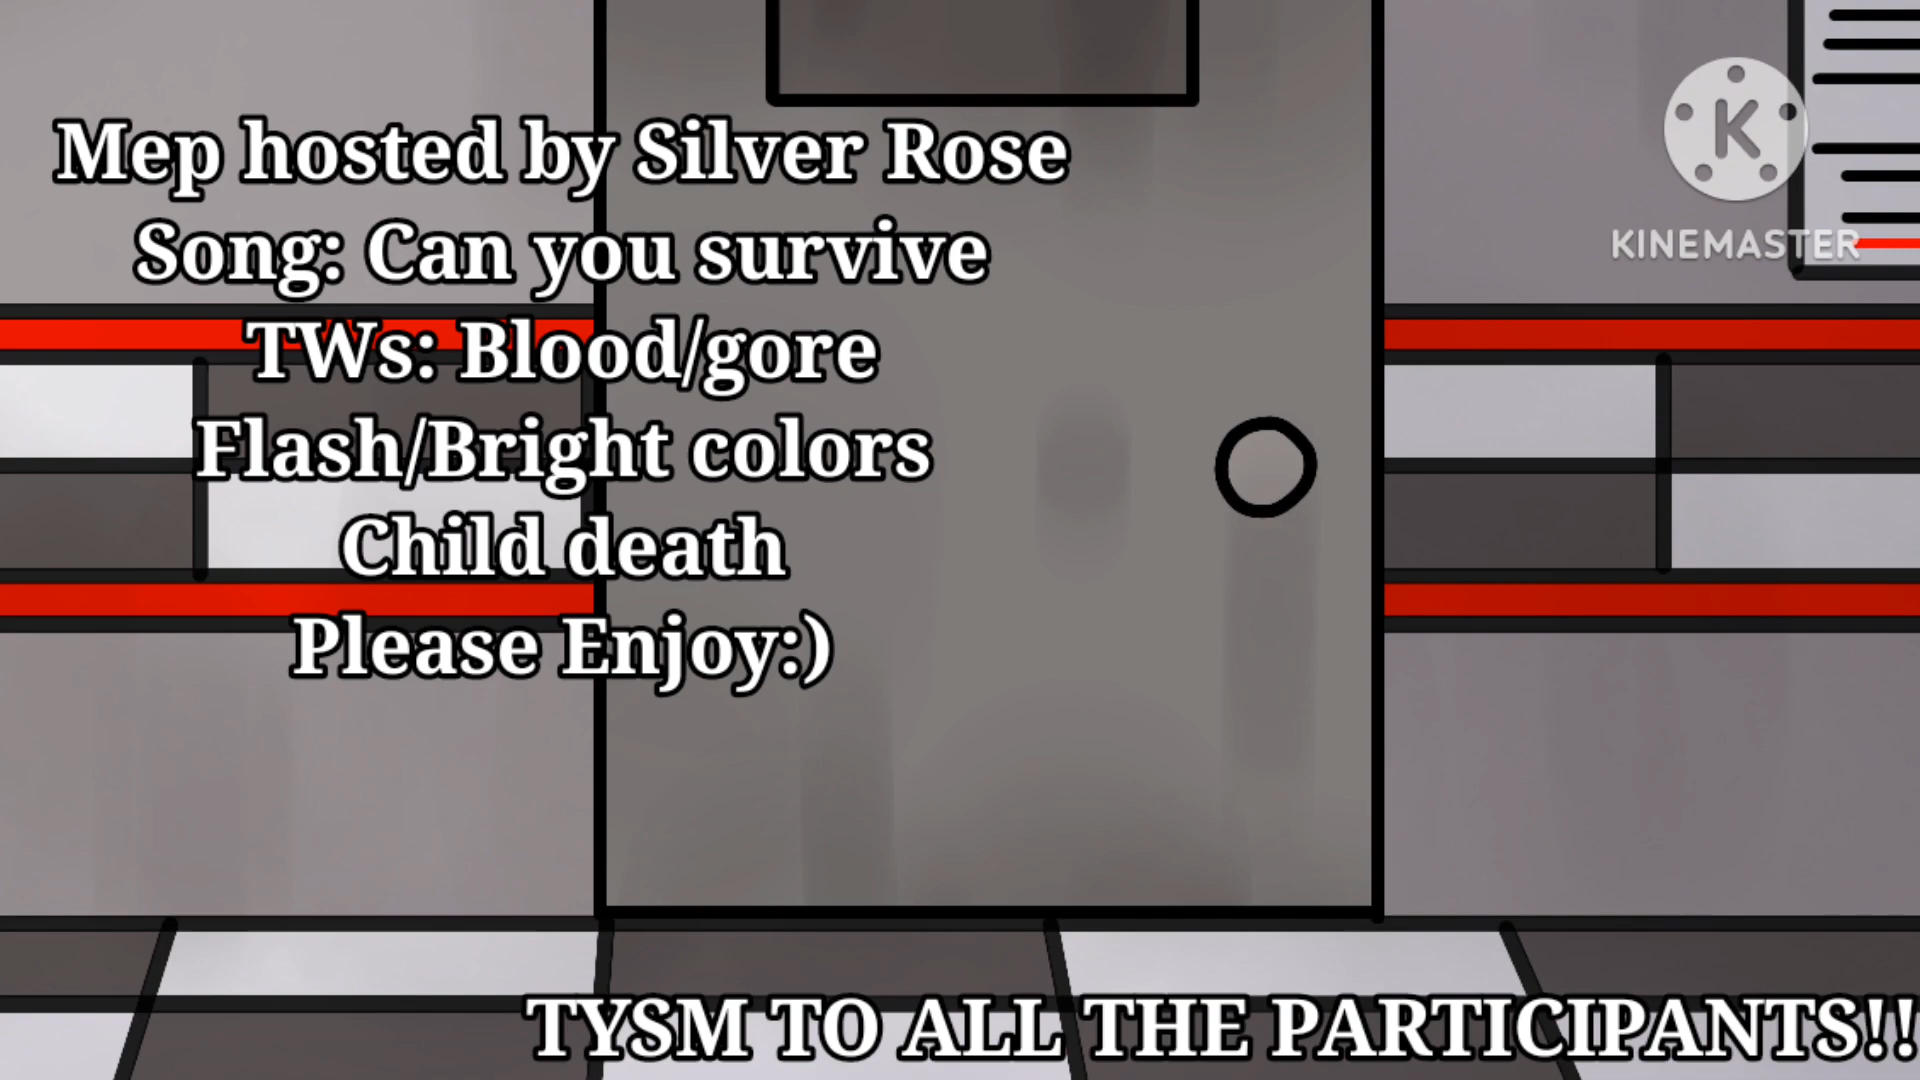 Mep hosted by Silver Rose
Song: Can you survive
TWs: Blood/gore
Flash/Bright colors
Child death
Please Enjoy:)
K
KINEMASTER
TYSM TO ALL THE PARTICIPANTS!!